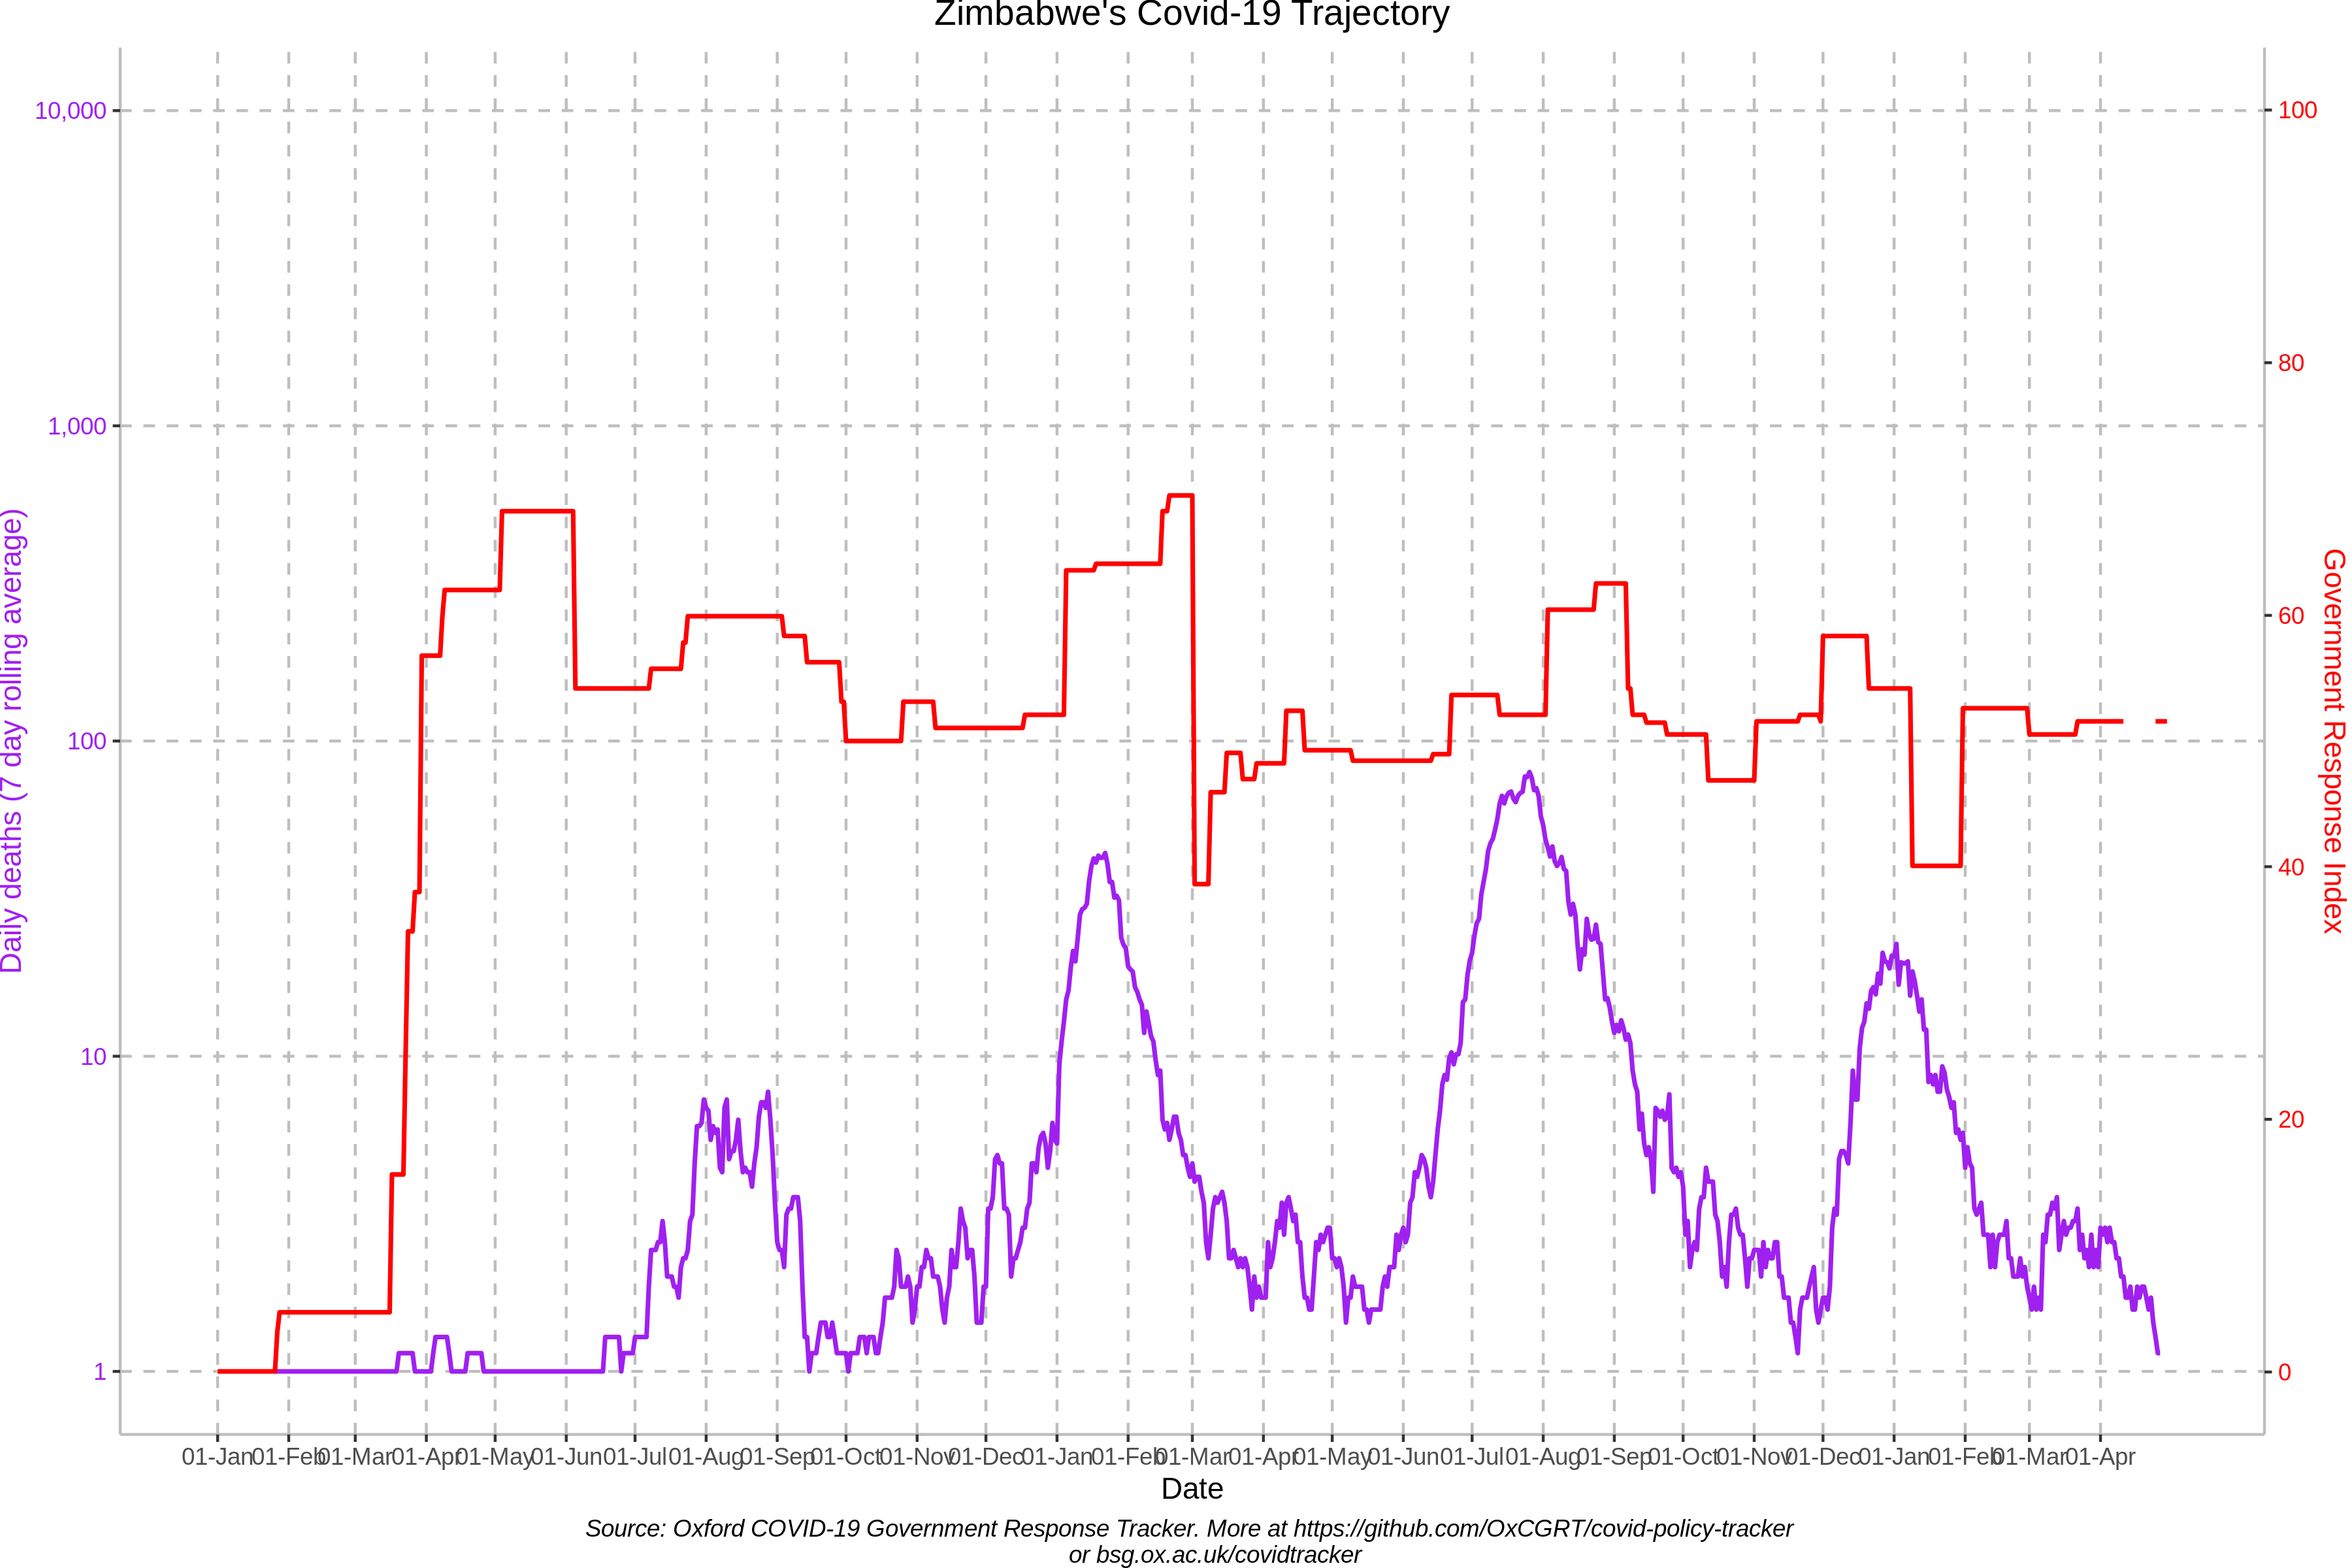 Zimbabwe's Covid-19 Trajectory
10,000
1,000
100
10
1
Daily deaths (7 day rolling average)
100
80
60
40
20
0
Government Response Index
01-Jan 01-Feb 01-Mar 01-Apr 01-May 01-Jun 01-Jul 01-Aug 01-Sep 01-Oct 01-Nov 01-Dec 01-Jan 01-Feb 01-Mar 01-Apr 01-May 01-Jun 01-Jul 01-Aug 01-Sep 01-Oct 01-Nov 01-Dec 01-Jan 01-Feb 01-Mar 01-Apr
Date
Source: Oxford COVID-19 Government Response Tracker. More at https://github.com/OxCGRT/covid-policy-tracker
or bsg.ox.ac.uk/covidtracker